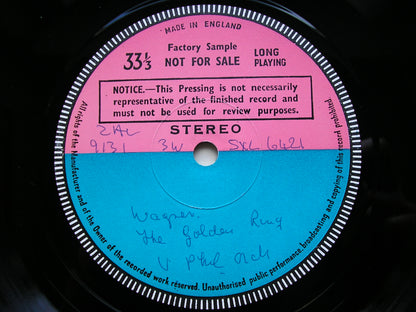 MADE IN ENGLAND
Factory Sample
33 1/3 NOT FOR SALE LONG PLAYING
NOTICE.—This Pressing is not necessarily
representative of the finished record and
must not be used for review purposes.
STEREO
ZAL
9131 3W SXL 6421
Wagner.
The Golden Ring
V Phil Orch
All rights of the Manufacturer and of the Owner of the recorded work reserved. Unauthorised public performance, broadcasting and copying of this record prohibited.